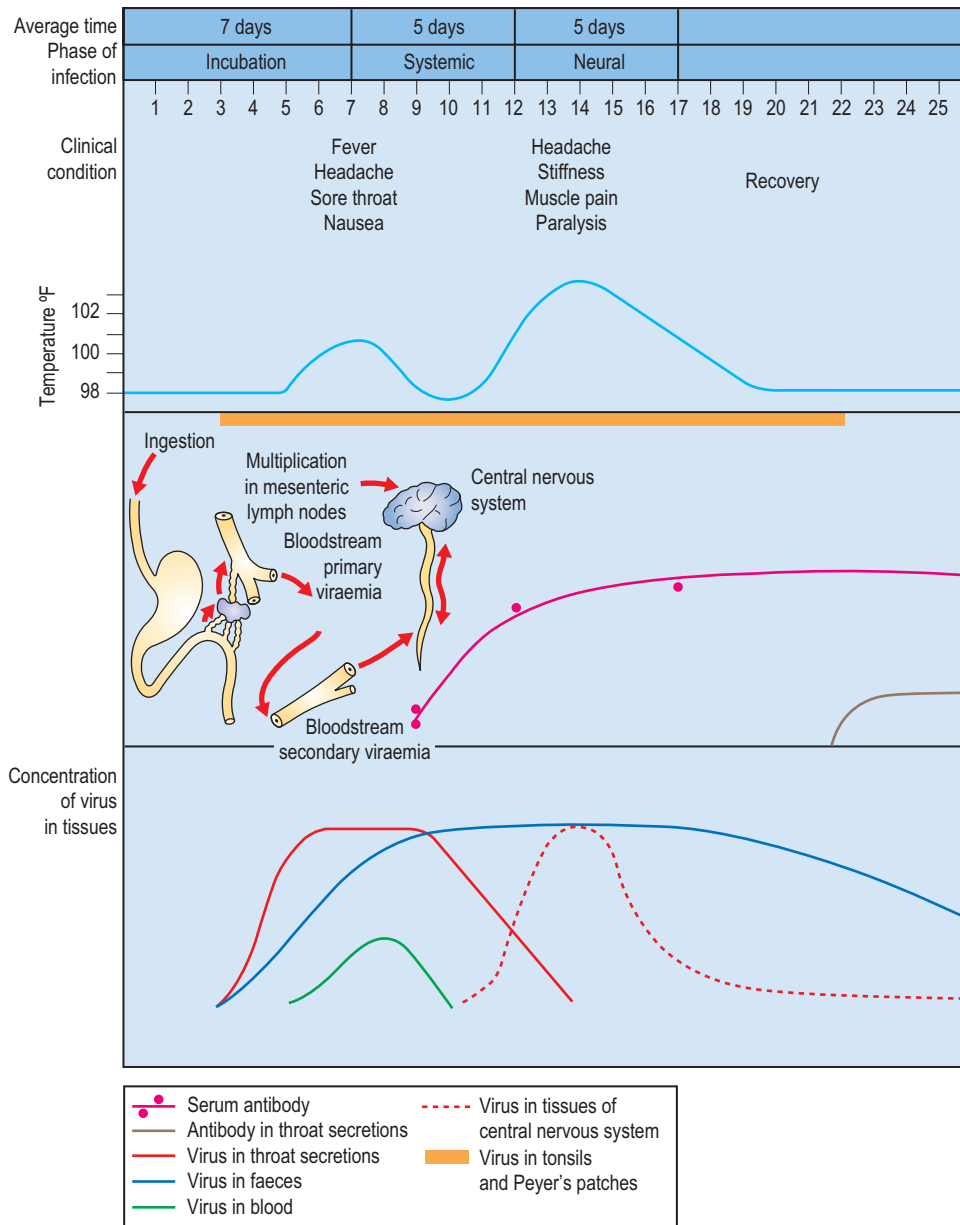 Average time
7 days
5 days
5 days
Phase of
infection
Incubation
Systemic
Neural
1 2 3 4 5 6 7 8 9 10 11 12 13 14 15 16 17 18 19 20 21 22 23 24 25
Clinical
condition
Fever
Headache
Sore throat
Nausea
Headache
Stiffness
Muscle pain
Paralysis
Recovery
Temperature ºF
102
100
98
Ingestion
Multiplication
in mesenteric
lymph nodes
Central nervous
system
Bloodstream
primary
viraemia
Bloodstream
secondary viraemia
Concentration
of virus
in tissues
Serum antibody
Antibody in throat secretions
Virus in throat secretions
Virus in faeces
Virus in blood
Virus in tissues of
central nervous system
Virus in tonsils
and Peyer's patches